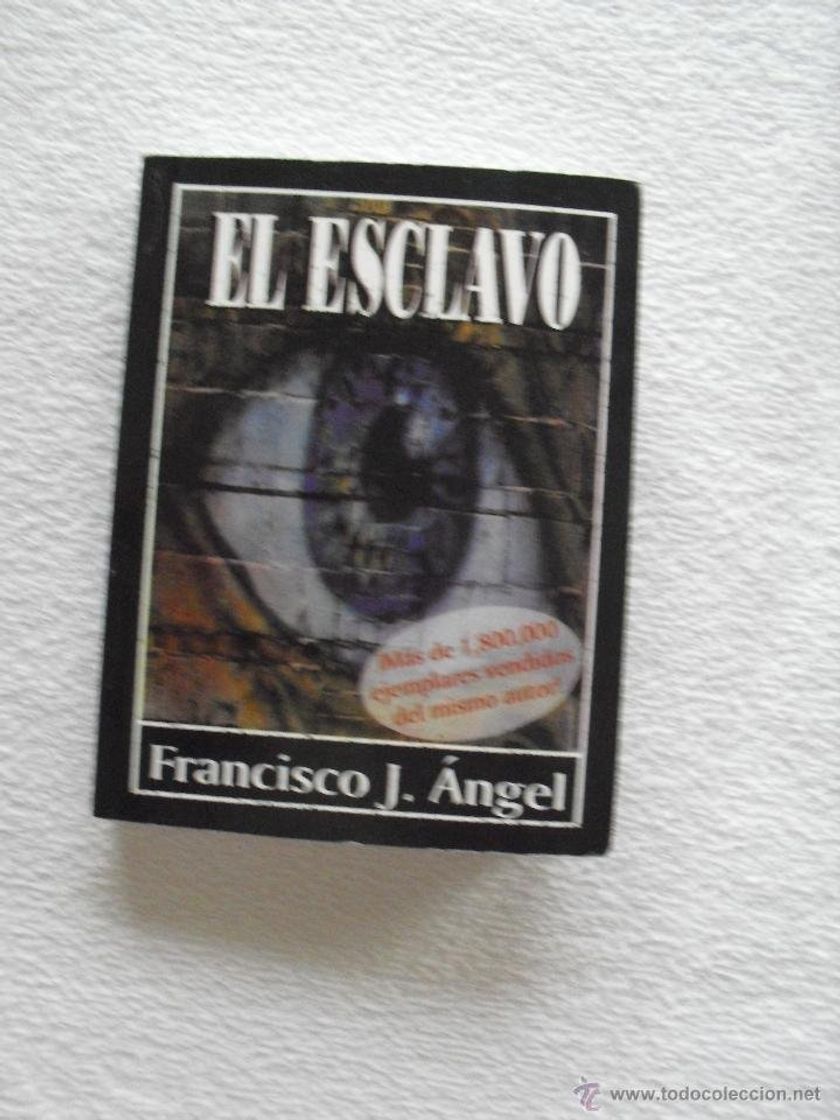 EL ESCLAVO
¡Más de 1,800,000
ejemplares vendidos
del mismo autor!
Francisco J. Ángel
www.todocoleccion.net